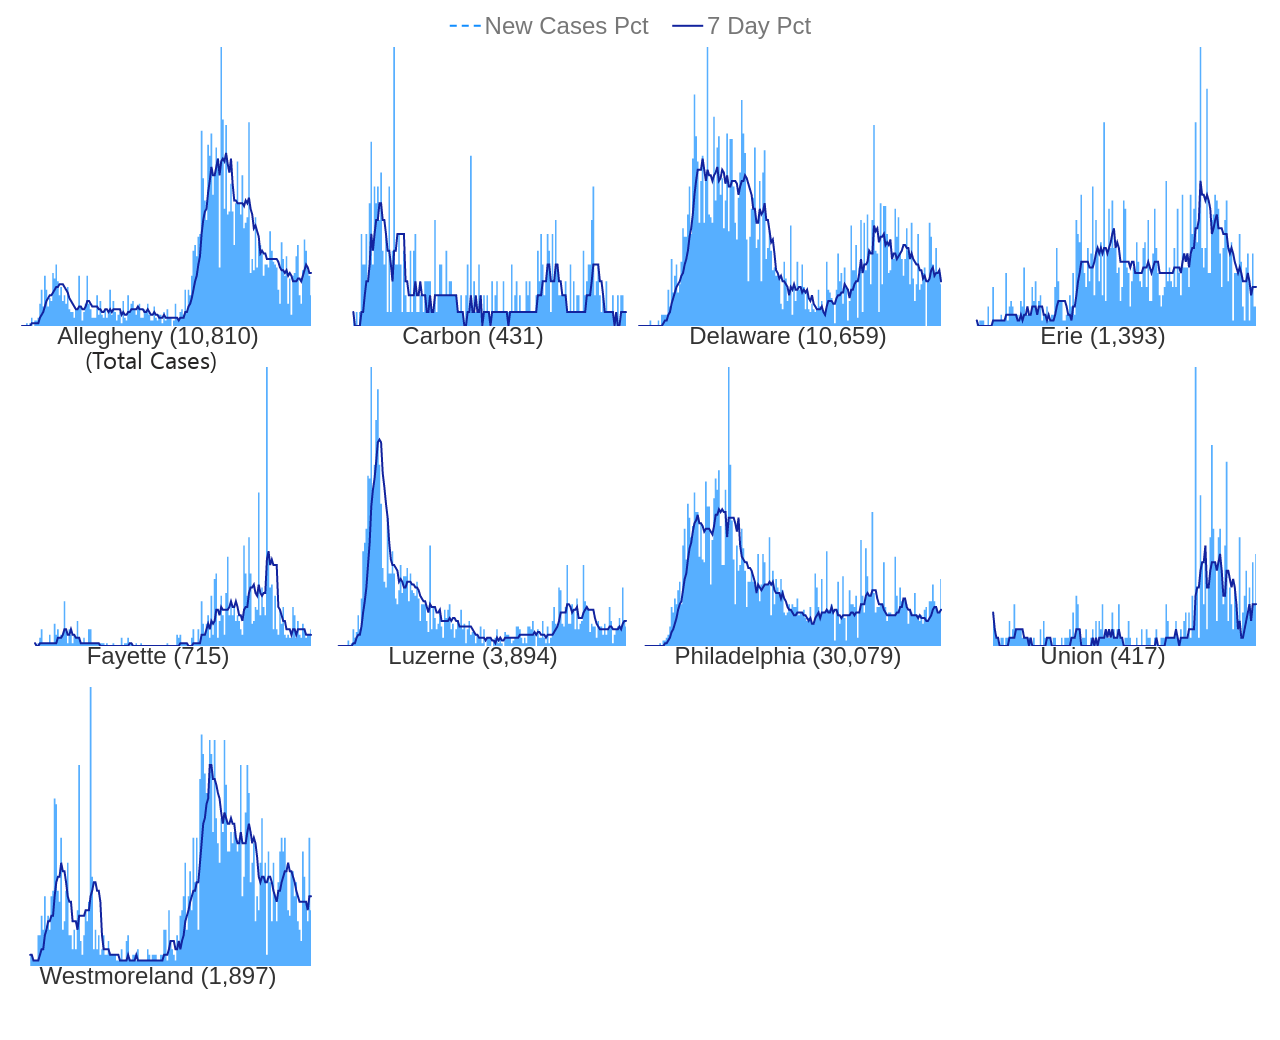 New Cases Pct 7 Day Pct
Allegheny (10,810) Carbon (431) Delaware (10,659) Erie (1,393)
(Total Cases)
Fayette (715) Luzerne (3,894) Philadelphia (30,079) Union (417)
Westmoreland (1,897)